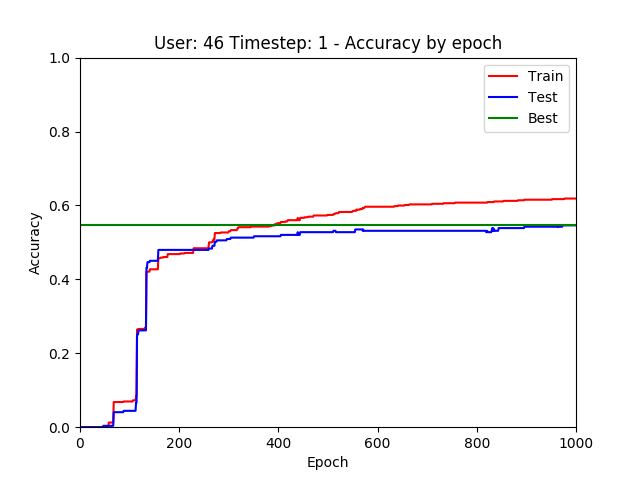 User: 46 Timestep: 1 - Accuracy by epoch
Train
Test
Best
1.0
0.8
0.6
0.4
0.2
0.0
Accuracy
0 200 400 600 800 1000
Epoch